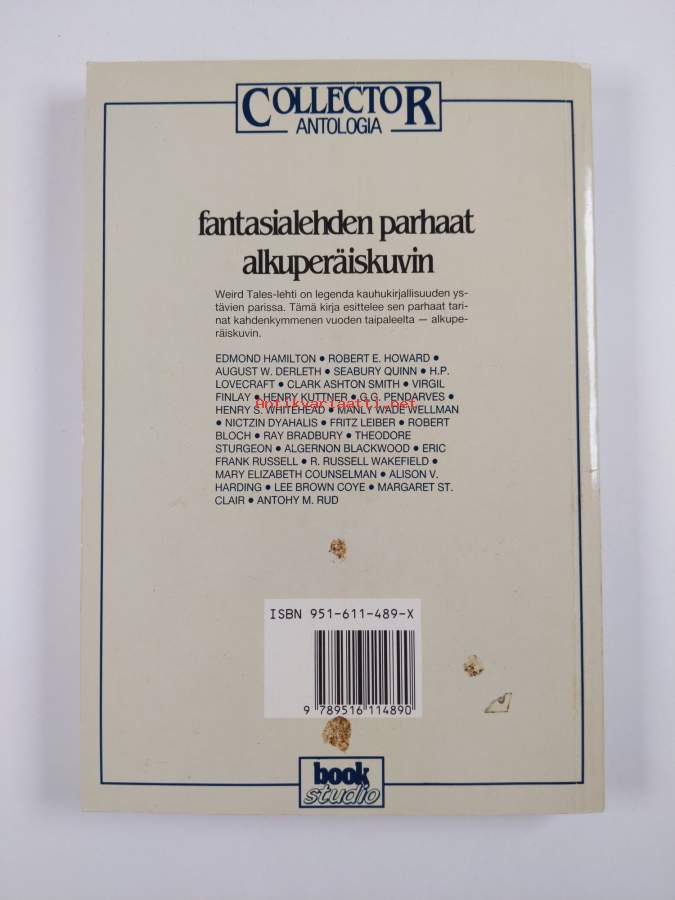 COLLECTOR
ANTOLOGIA
fantasialehden parhaat
alkuperäiskuvin
Weird Tales-lehti on legenda kauhukirjallisuuden ys-
tävien parissa. Tämä kirja esittelee sen parhaat tari-
nat kahdenkymmenen vuoden taipaleelta — alkupe-
räiskuvin.
EDMOND HAMILTON • ROBERT E. HOWARD •
AUGUST W. DERLETH • SEABURY QUINN • H.P.
LOVECRAFT • CLARK ASHTON SMITH • VIRGIL
FINLAY • HENRY KUTTNER • G.G. PENDARVES •
Antikvariaatti.net
HENRY S. WHITEHEAD • MANLY WADE WELLMAN
• NICTZIN DYAHALIS • FRITZ LEIBER • ROBERT
BLOCH • RAY BRADBURY • THEODORE
STURGEON • ALGERNON BLACKWOOD • ERIC
FRANK RUSSELL • R. RUSSELL WAKEFIELD •
MARY ELIZABETH COUNSELMAN • ALISON V.
HARDING • LEE BROWN COYE • MARGARET ST.
CLAIR • ANTOHY M. RUD
ISBN 951-611-489-X
9 789516 114890
book
studio